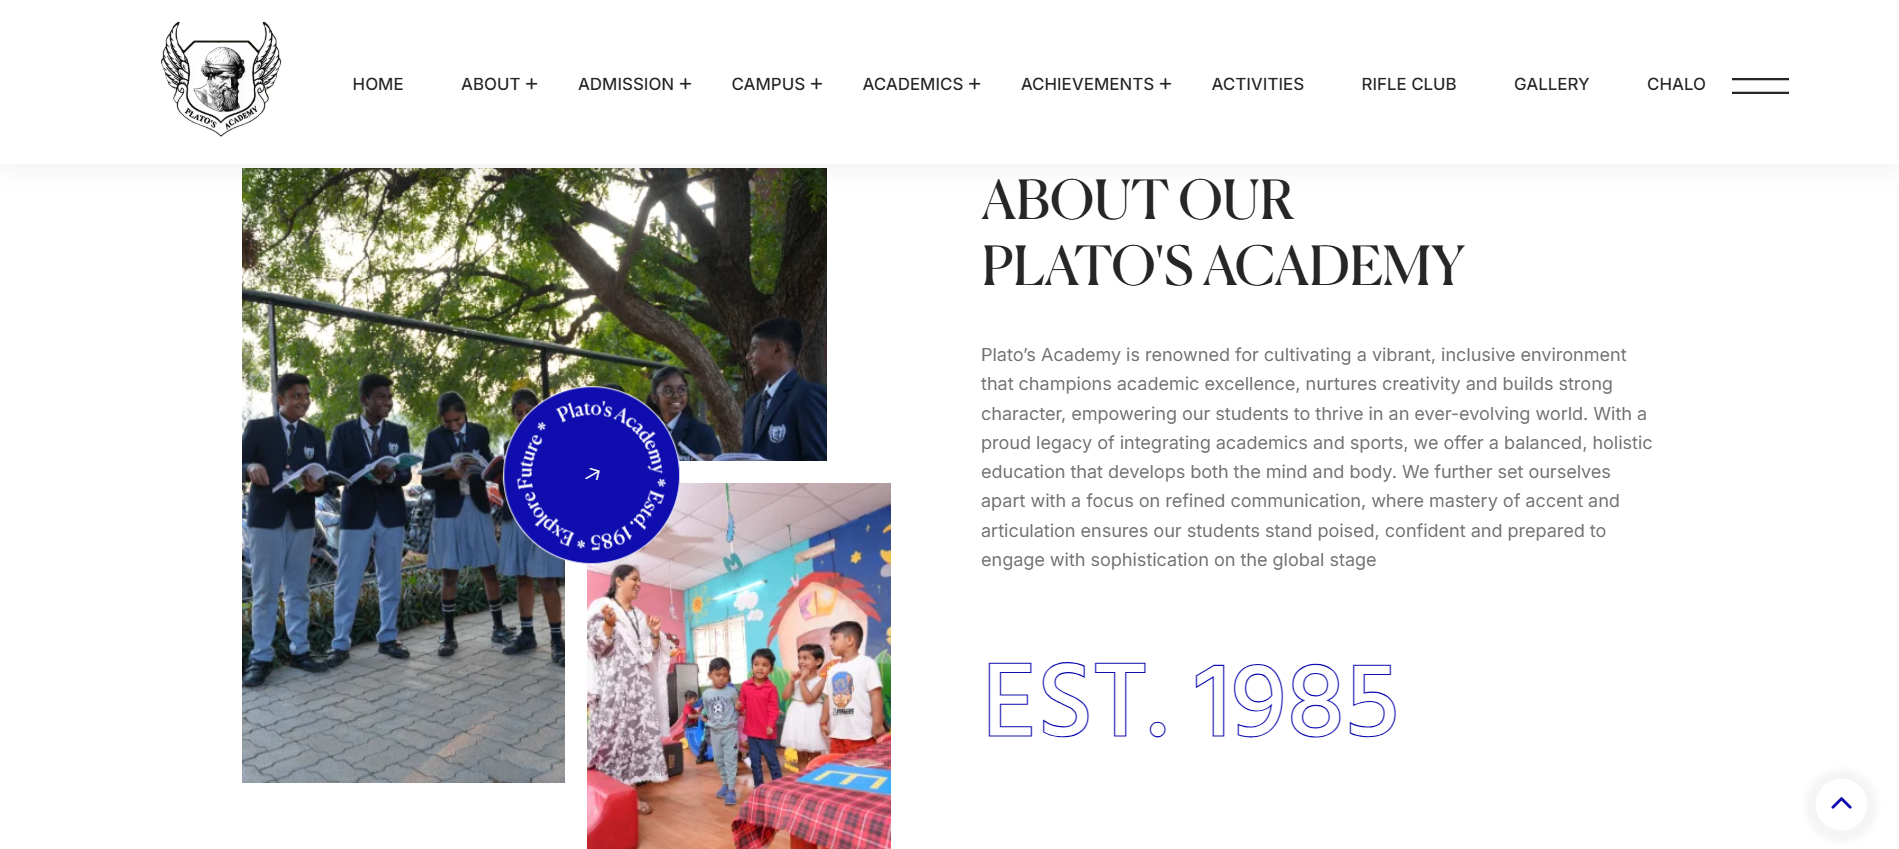 PLATO'S ACADEMY
HOME
ABOUT +
ADMISSION +
CAMPUS +
ACADEMICS +
ACHIEVEMENTS +
ACTIVITIES
RIFLE CLUB
GALLERY
CHALO
ABOUT OUR
PLATO'S ACADEMY
Plato’s Academy is renowned for cultivating a vibrant, inclusive environment
that champions academic excellence, nurtures creativity and builds strong
character, empowering our students to thrive in an ever-evolving world. With a
proud legacy of integrating academics and sports, we offer a balanced, holistic
education that develops both the mind and body. We further set ourselves
apart with a focus on refined communication, where mastery of accent and
articulation ensures our students stand poised, confident and prepared to
engage with sophistication on the global stage
EST. 1985
Plato's Academy * Estd. 1985 * Explore Future *